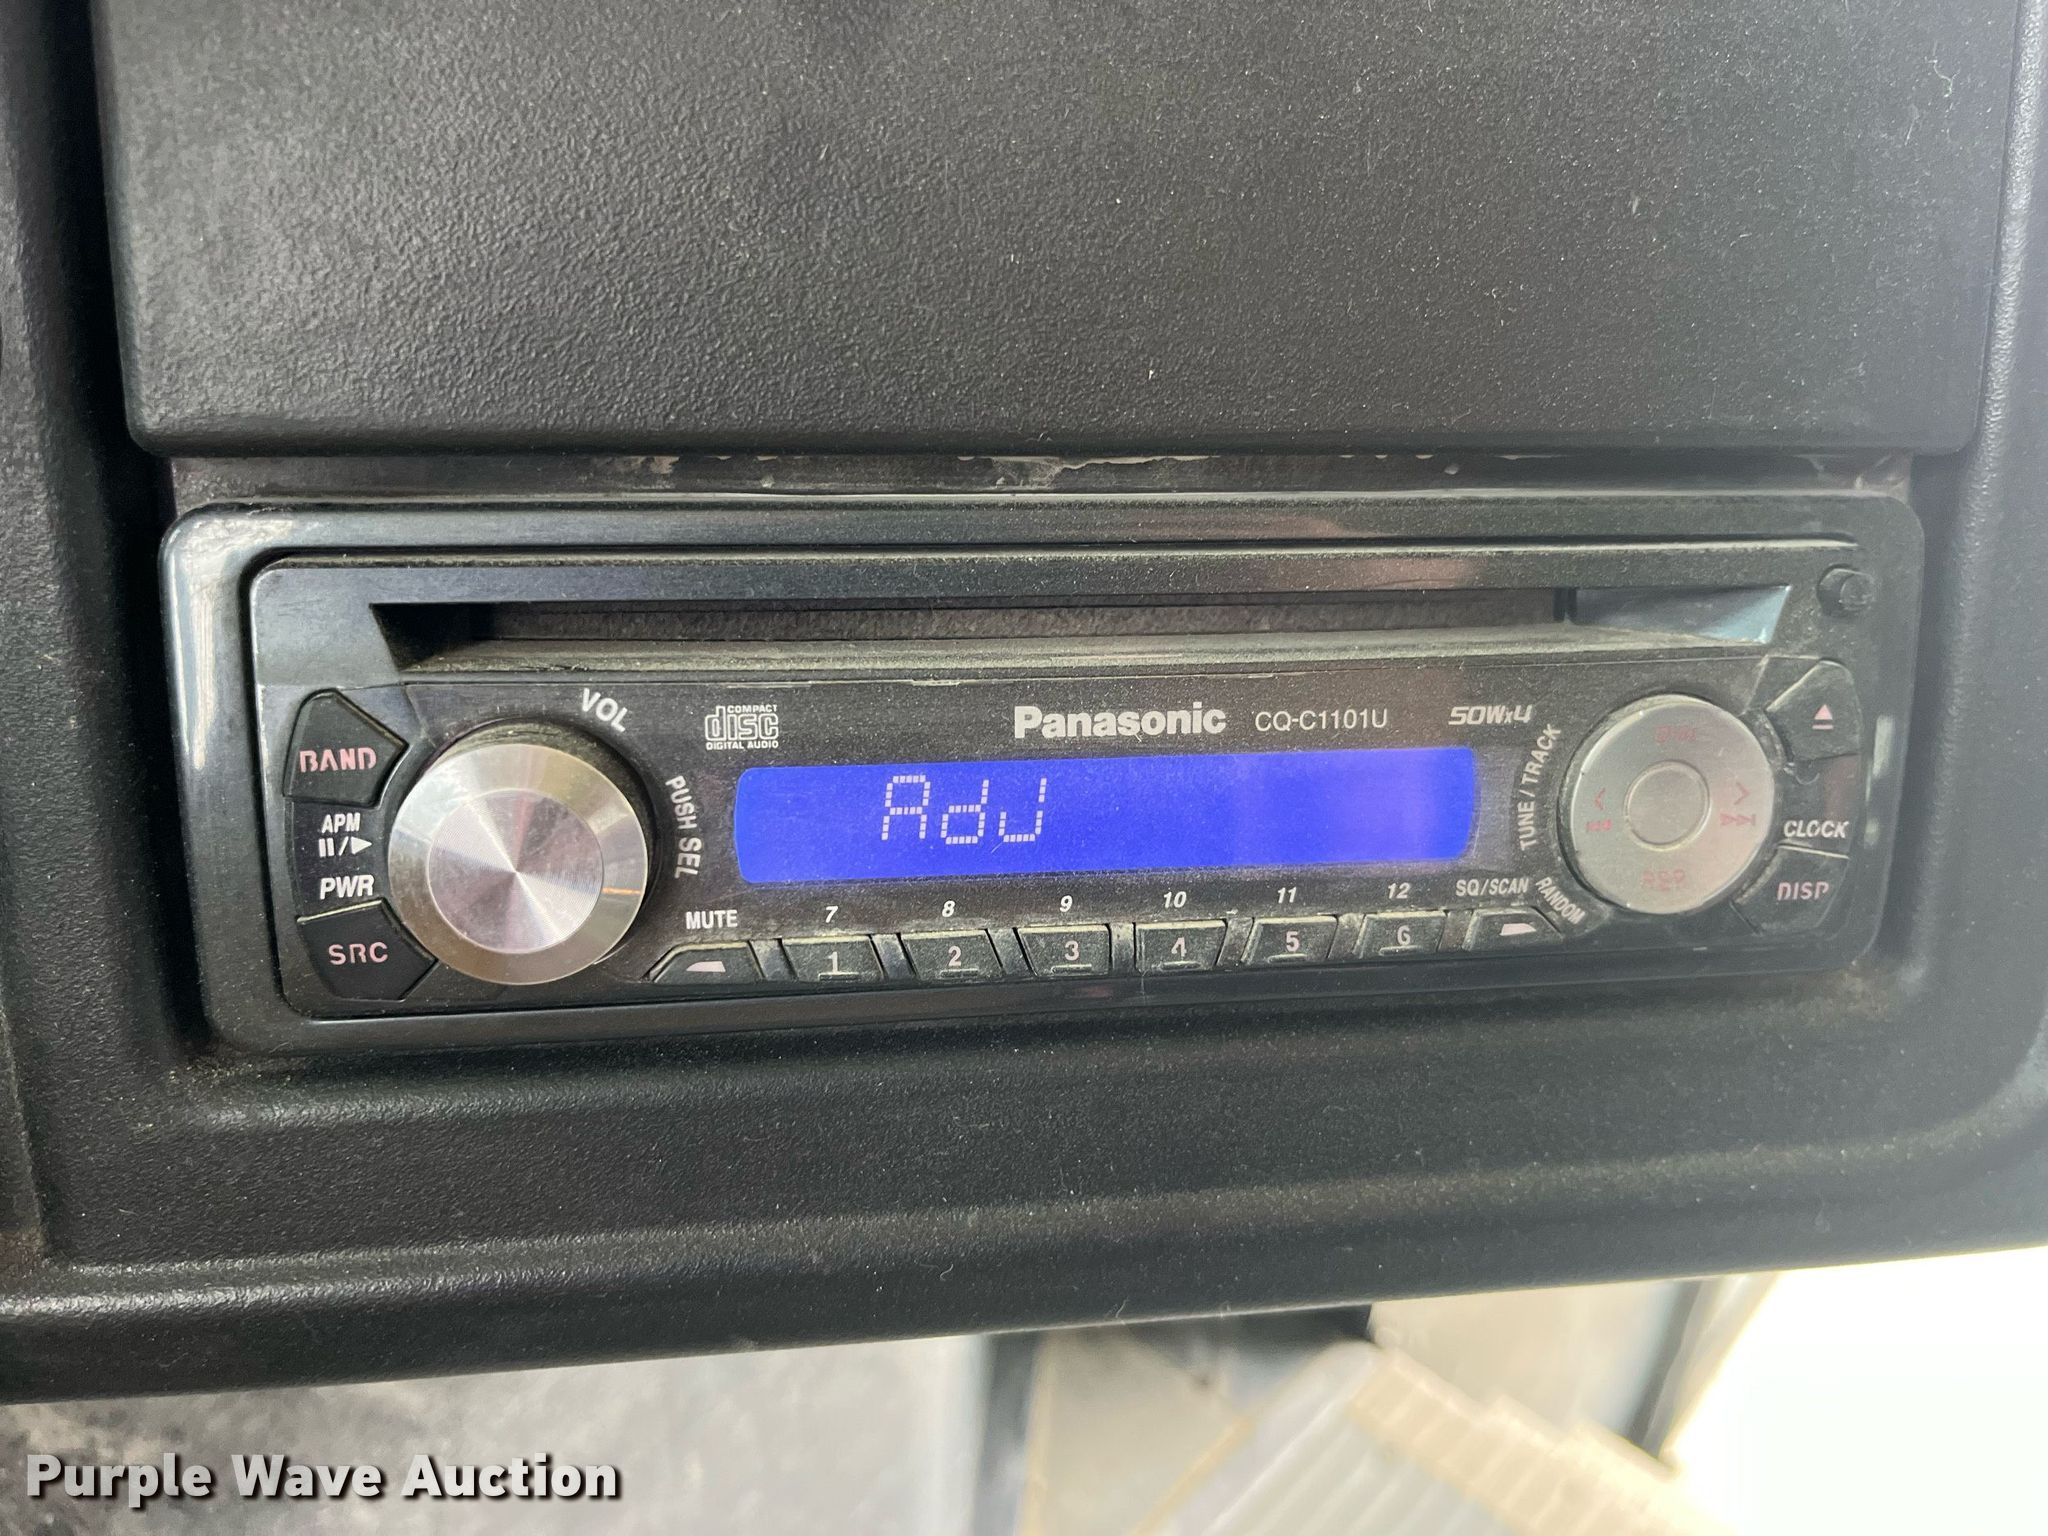 VOL
COMPACT
disc
DIGITAL AUDIO
Panasonic CQ-C1101U 50Wx4
BAND
APM
PWR
SRC
PUSH SEL
AdJ
TUNE/TRACK
CLOCK
DISP
MUTE 7 8 9 10 11 12 SQ/SCAN RANDOM
1 2 3 4 5 6
Purple Wave Auction